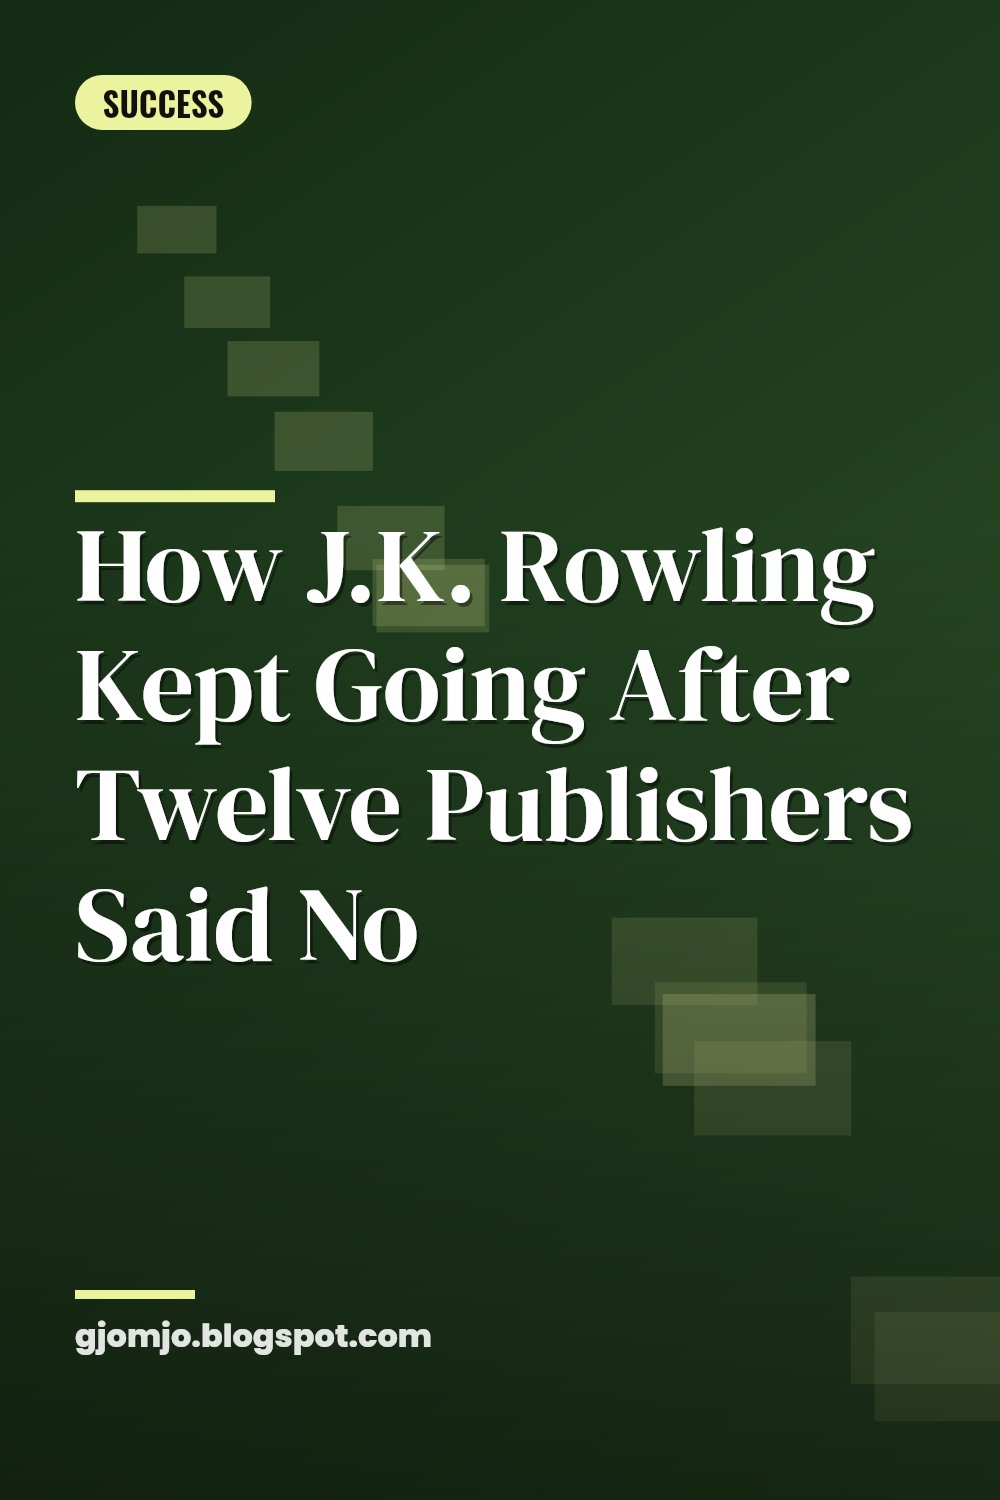 SUCCESS
How J.K. Rowling
Kept Going After
Twelve Publishers
Said No
gjomjo.blogspot.com